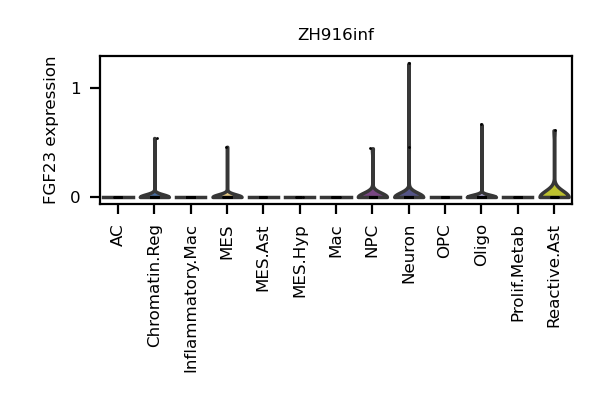 ZH916inf
FGF23 expression
1
0
AC
Chromatin.Reg
Inflammatory.Mac
MES
MES.Ast
MES.Hyp
Mac
NPC
Neuron
OPC
Oligo
Prolif.Metab
Reactive.Ast